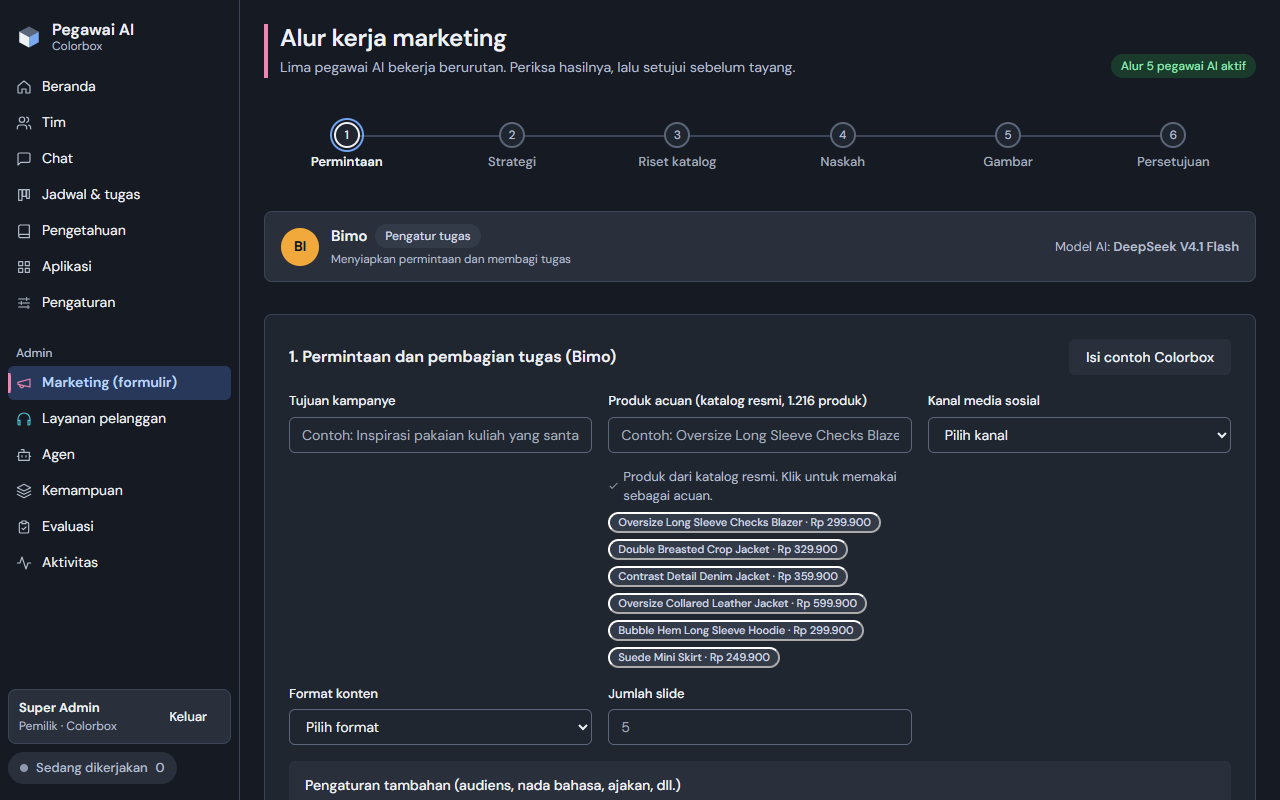 Pegawai AI
Colorbox
Beranda
Tim
Chat
Jadwal & tugas
Pengetahuan
Aplikasi
Pengaturan
Admin
Marketing (formulir)
Layanan pelanggan
Agen
Kemampuan
Evaluasi
Aktivitas
Super Admin
Pemilik · Colorbox
Keluar
Sedang dikerjakan 0
Alur kerja marketing
Lima pegawai AI bekerja berurutan. Periksa hasilnya, lalu setujui sebelum tayang.
Alur 5 pegawai AI aktif
1 2 3 4 5 6
Permintaan Strategi Riset katalog Naskah Gambar Persetujuan
BI
Bimo Pengatur tugas
Menyiapkan permintaan dan membagi tugas
Model AI: DeepSeek V4.1 Flash
1. Permintaan dan pembagian tugas (Bimo)
Isi contoh Colorbox
Tujuan kampanye
Contoh: Inspirasi pakaian kuliah yang santa
Produk acuan (katalog resmi, 1.216 produk)
Contoh: Oversize Long Sleeve Checks Blaze
Kanal media sosial
Pilih kanal
Produk dari katalog resmi. Klik untuk memakai
sebagai acuan.
Oversize Long Sleeve Checks Blazer · Rp 299.900
Double Breasted Crop Jacket · Rp 329.900
Contrast Detail Denim Jacket · Rp 359.900
Oversize Collared Leather Jacket · Rp 599.900
Bubble Hem Long Sleeve Hoodie · Rp 299.900
Suede Mini Skirt · Rp 249.900
Format konten
Pilih format
Jumlah slide
5
Pengaturan tambahan (audiens, nada bahasa, ajakan, dll.)